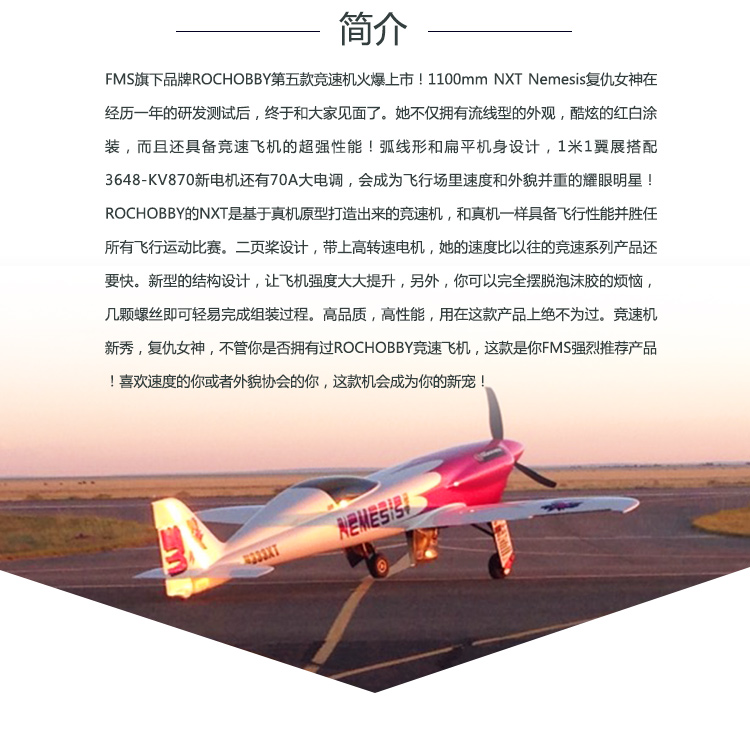 简介
FMS旗下品牌ROCHOBBY第五款竞速机火爆上市！1100mm NXT Nemesis复仇女神在
经历一年的研发测试后，终于和大家见面了。她不仅拥有流线型的外观，酷炫的红白涂
装，而且还具备竞速飞机的超强性能！弧线形和扁平机身设计，1米1翼展搭配
3648-KV870新电机还有70A大电调，会成为飞行场里速度和外貌并重的耀眼明星！
ROCHOBBY的NXT是基于真机原型打造出来的竞速机，和真机一样具备飞行性能并胜任
所有飞行运动比赛。二页桨设计，带上高转速电机，她的速度比以往的竞速系列产品还
要快。新型的结构设计，让飞机强度大大提升，另外，你可以完全摆脱泡沫胶的烦恼，
几颗螺丝即可轻易完成组装过程。高品质，高性能，用在这款产品上绝不为过。竞速机
新秀，复仇女神，不管你是否拥有过ROCHOBBY竞速飞机，这款是你FMS强烈推荐产品
！喜欢速度的你或者外貌协会的你，这款机会成为你的新宠！
NEMESIS
N333XT